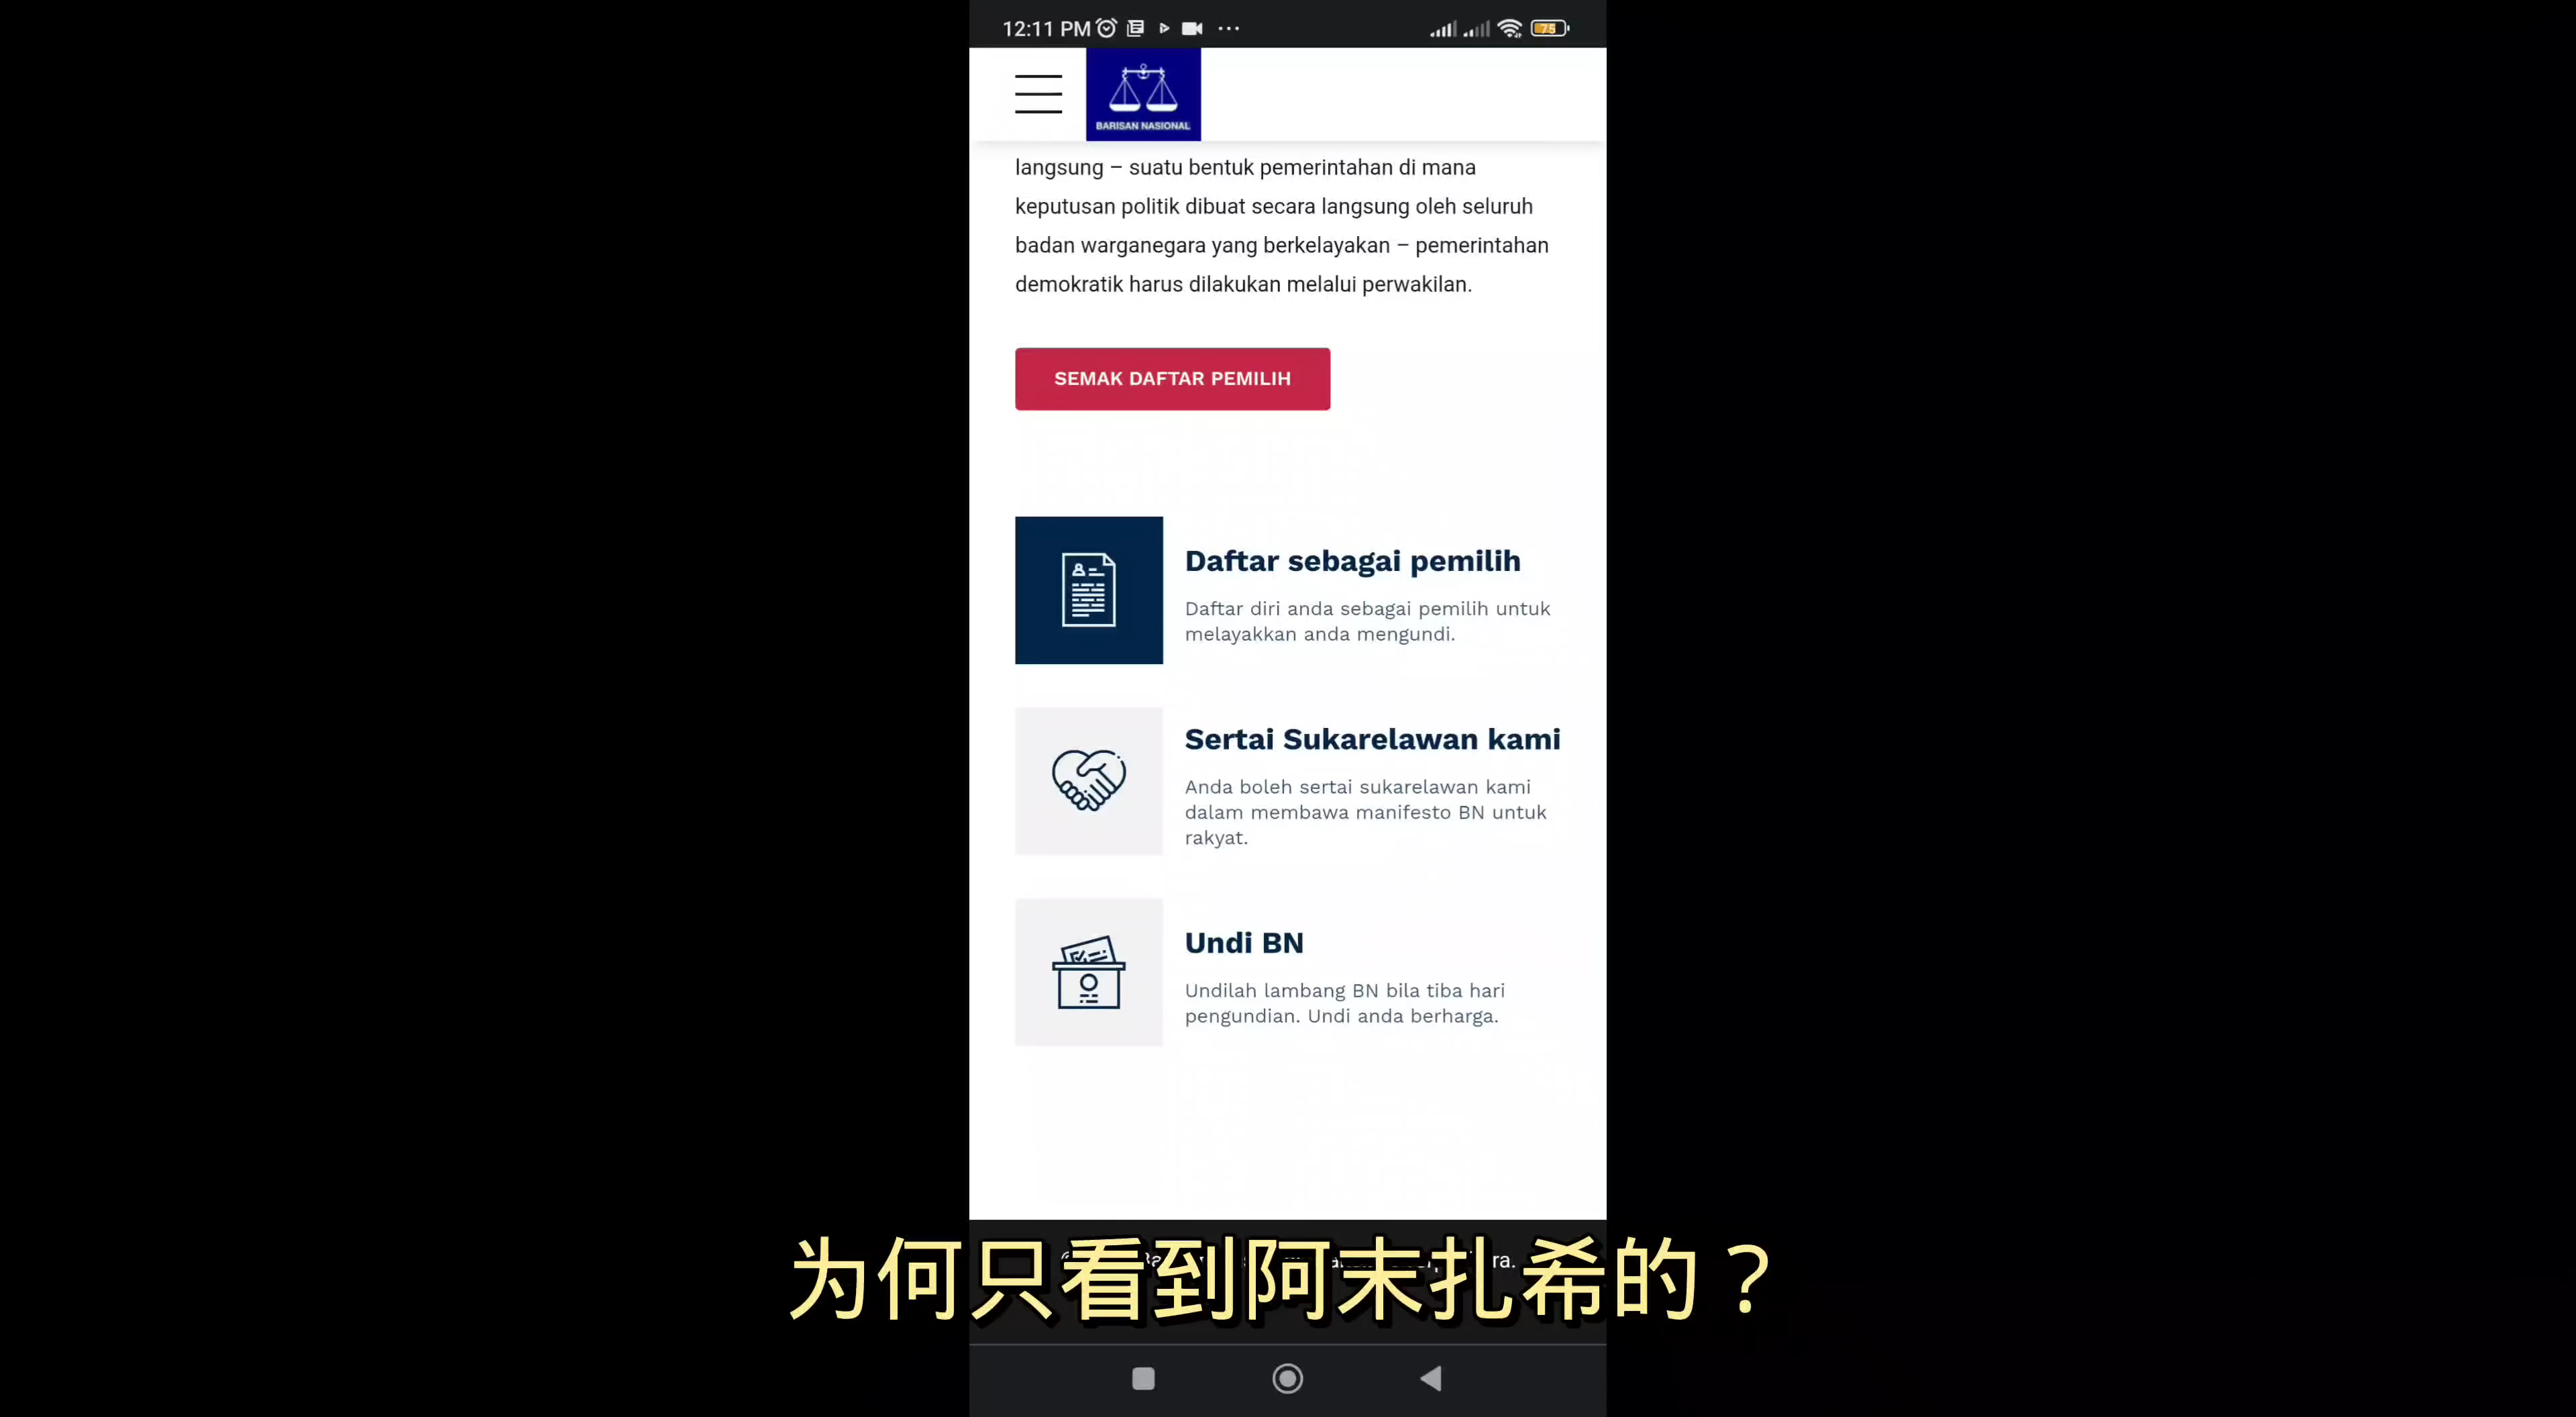 12:11 PM
75
BARISAN NASIONAL
langsung – suatu bentuk pemerintahan di mana
keputusan politik dibuat secara langsung oleh seluruh
badan warganegara yang berkelayakan – pemerintahan
demokratik harus dilakukan melalui perwakilan.
SEMAK DAFTAR PEMILIH
Daftar sebagai pemilih
Daftar diri anda sebagai pemilih untuk
melayakkan anda mengundi.
Sertai Sukarelawan kami
Anda boleh sertai sukarelawan kami
dalam membawa manifesto BN untuk
rakyat.
Undi BN
Undilah lambang BN bila tiba hari
pengundian. Undi anda berharga.
为何只看到阿末扎希的？